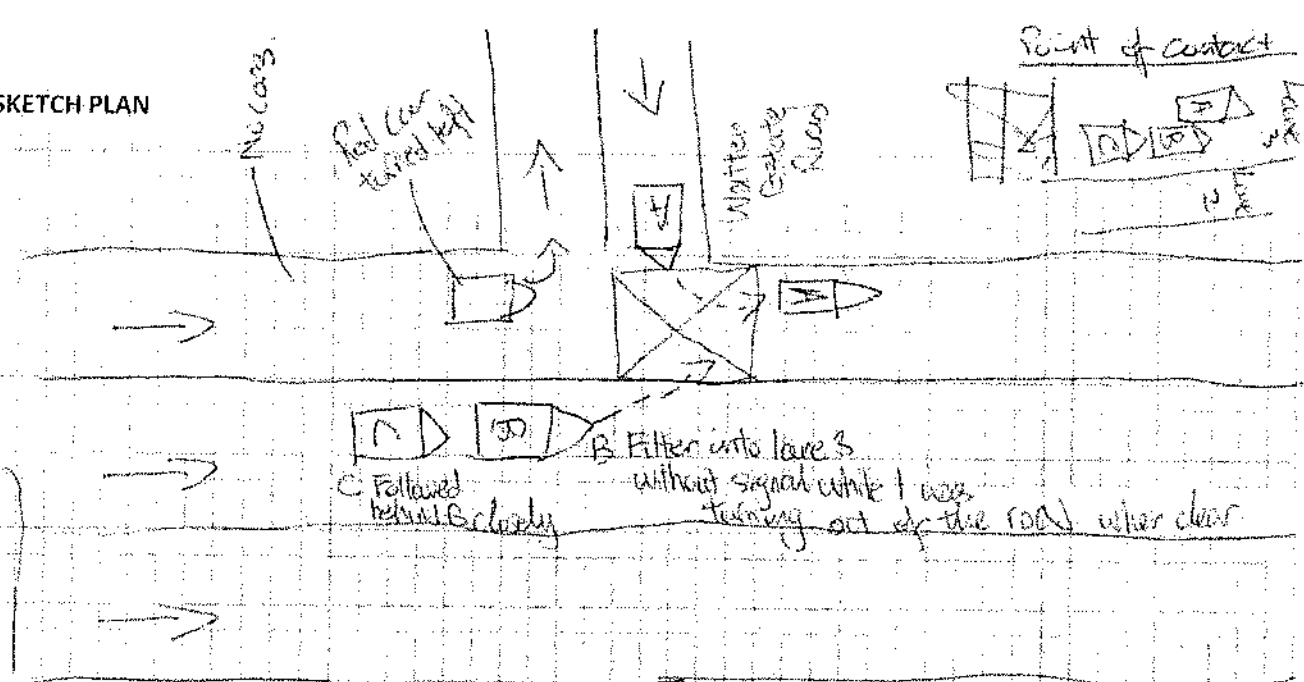 SKETCH PLAN
No Cars.
Red Car
turned left
Point of contact
A
C B
A
A
C
B
B Filter into lane 3
without signal while I was
turning out of the road when clear
C Followed
behind B closely